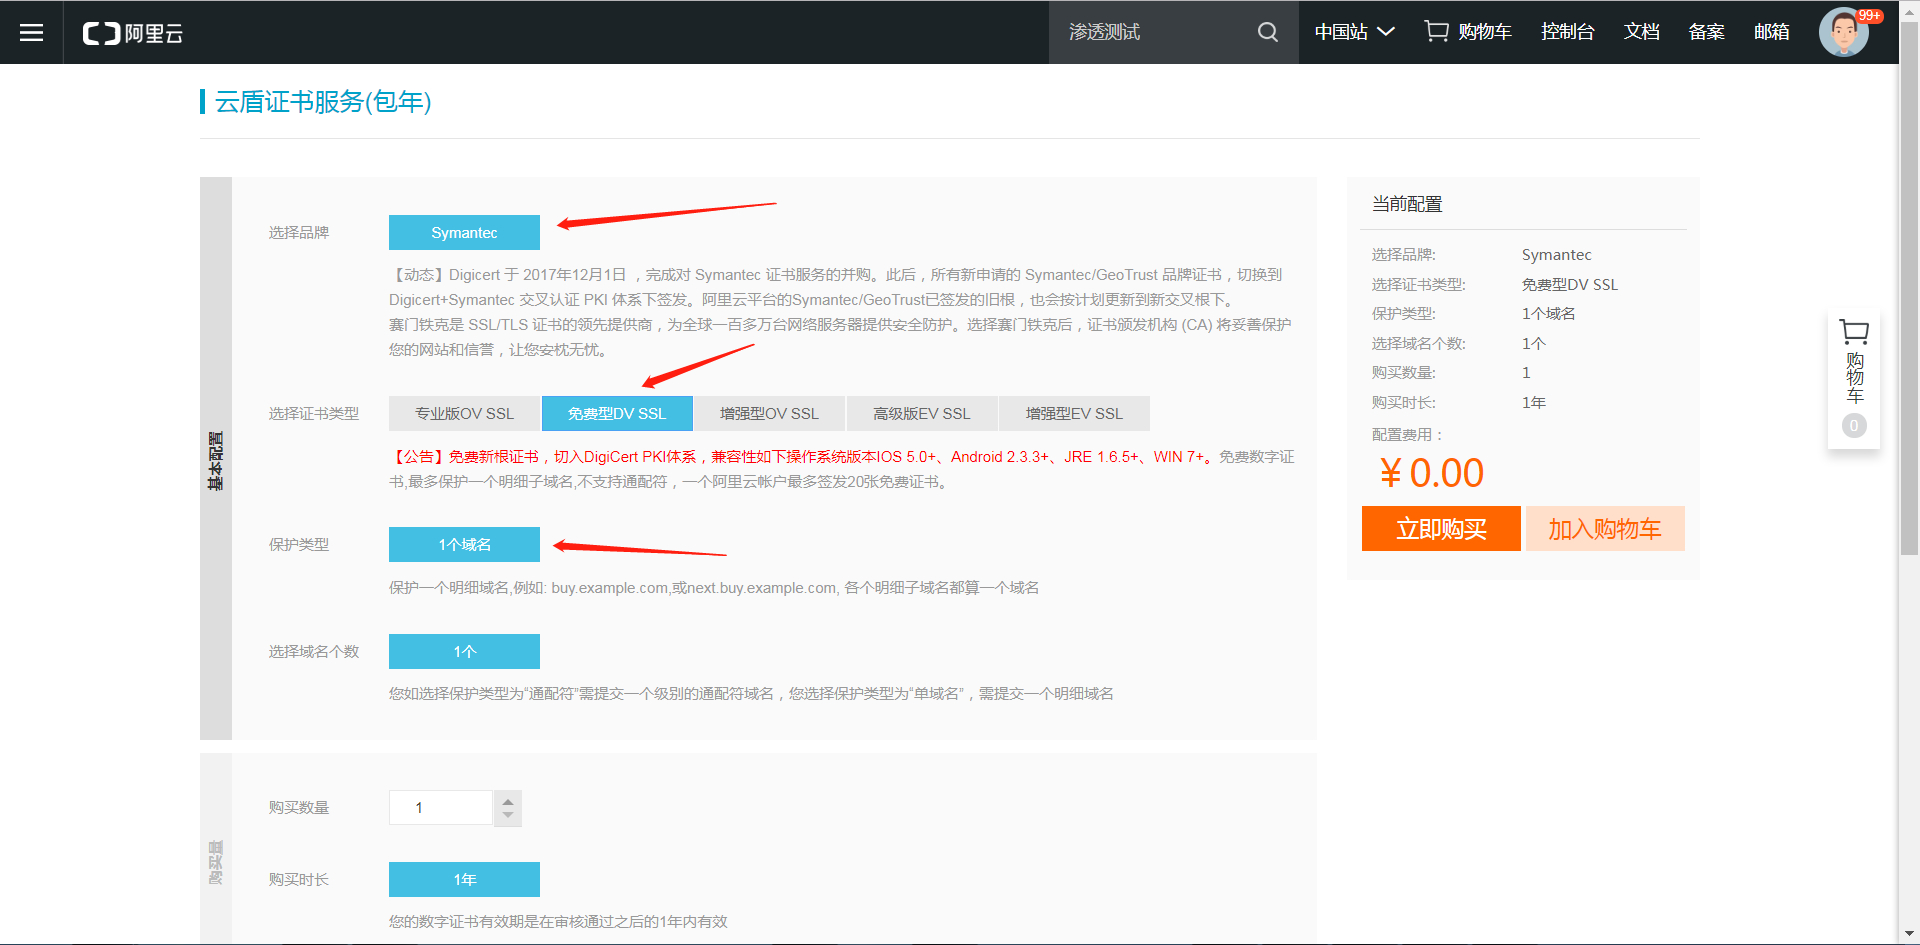 阿里云
渗透测试
中国站
购物车
控制台
文档
备案
邮箱
99+
云盾证书服务(包年)
基本配置
选择品牌
Symantec
【动态】Digicert 于 2017年12月1日 ，完成对 Symantec 证书服务的并购。此后，所有新申请的 Symantec/GeoTrust 品牌证书，切换到
Digicert+Symantec 交叉认证 PKI 体系下签发。阿里云平台的Symantec/GeoTrust已签发的旧根，也会按计划更新到新交叉根下。
赛门铁克是 SSL/TLS 证书的领先提供商，为全球一百多万台网络服务器提供安全防护。选择赛门铁克后，证书颁发机构 (CA) 将妥善保护
您的网站和信誉，让您安枕无忧。
选择证书类型
专业版OV SSL
免费型DV SSL
增强型OV SSL
高级版EV SSL
增强型EV SSL
【公告】免费新根证书，切入DigiCert PKI体系，兼容性如下操作系统版本IOS 5.0+、Android 2.3.3+、JRE 1.6.5+、WIN 7+。免费数字证
书,最多保护一个明细子域名,不支持通配符，一个阿里云帐户最多签发20张免费证书。
保护类型
1个域名
保护一个明细域名,例如: buy.example.com,或next.buy.example.com, 各个明细子域名都算一个域名
选择域名个数
1个
您如选择保护类型为“通配符”需提交一个级别的通配符域名，您选择保护类型为“单域名”，需提交一个明细域名
购买量
购买数量
1
购买时长
1年
您的数字证书有效期是在审核通过之后的1年内有效
当前配置
选择品牌: Symantec
选择证书类型: 免费型DV SSL
保护类型: 1个域名
选择域名个数: 1个
购买数量: 1
购买时长: 1年
配置费用：
¥ 0.00
立即购买
加入购物车
购物车
0